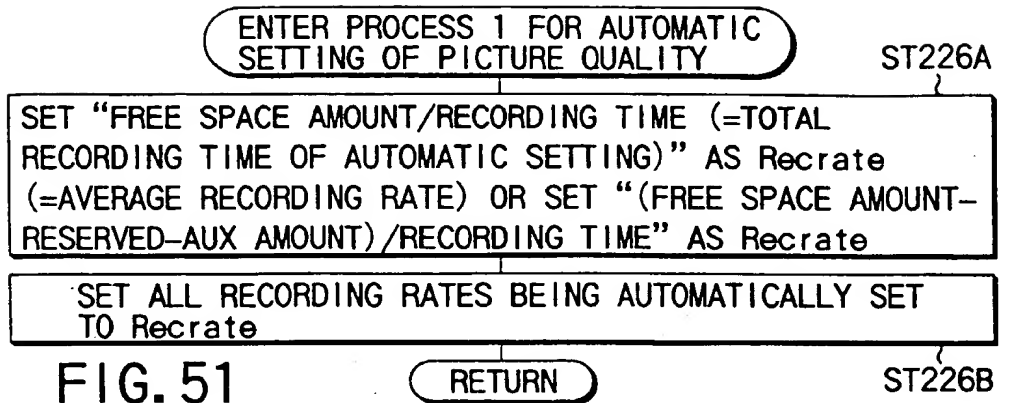 ENTER PROCESS 1 FOR AUTOMATIC
SETTING OF PICTURE QUALITY
ST226A
SET “FREE SPACE AMOUNT/RECORDING TIME (=TOTAL
RECORDING TIME OF AUTOMATIC SETTING)” AS Recrate
(=AVERAGE RECORDING RATE) OR SET “(FREE SPACE AMOUNT–
RESERVED–AUX AMOUNT)/RECORDING TIME” AS Recrate
SET ALL RECORDING RATES BEING AUTOMATICALLY SET
TO Recrate
ST226B
RETURN
FIG. 51